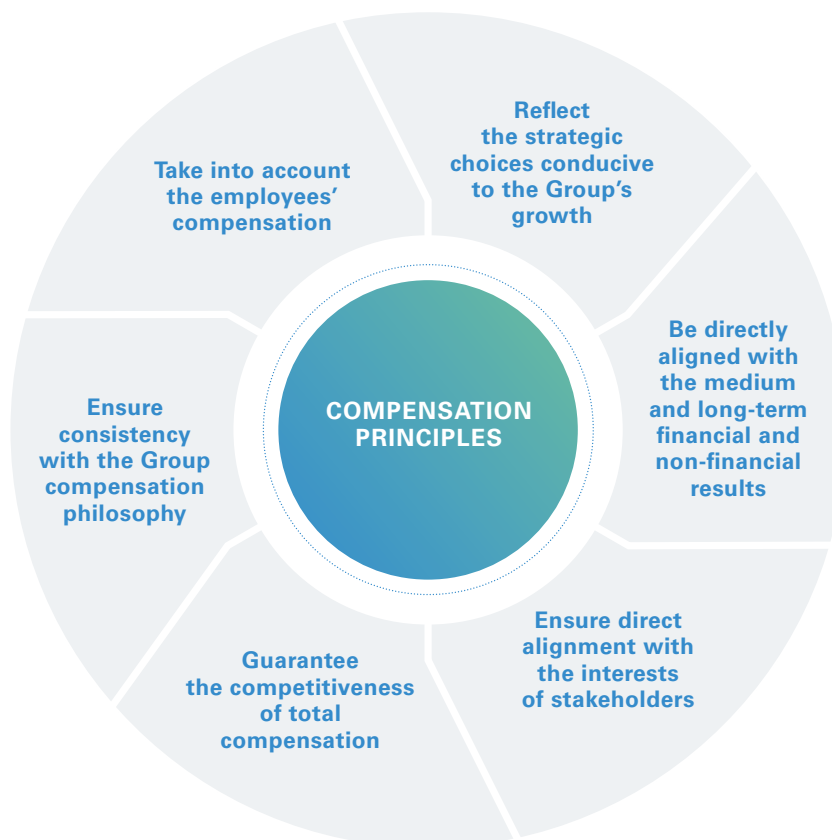 Reflect
the strategic
choices conducive
to the Group's
growth
Take into account
the employees'
compensation
Be directly
aligned with
the medium
and long-term
financial and
non-financial
results
COMPENSATION
PRINCIPLES
Ensure
consistency
with the Group
compensation
philosophy
Ensure direct
alignment with
the interests
of stakeholders
Guarantee
the competitiveness
of total
compensation